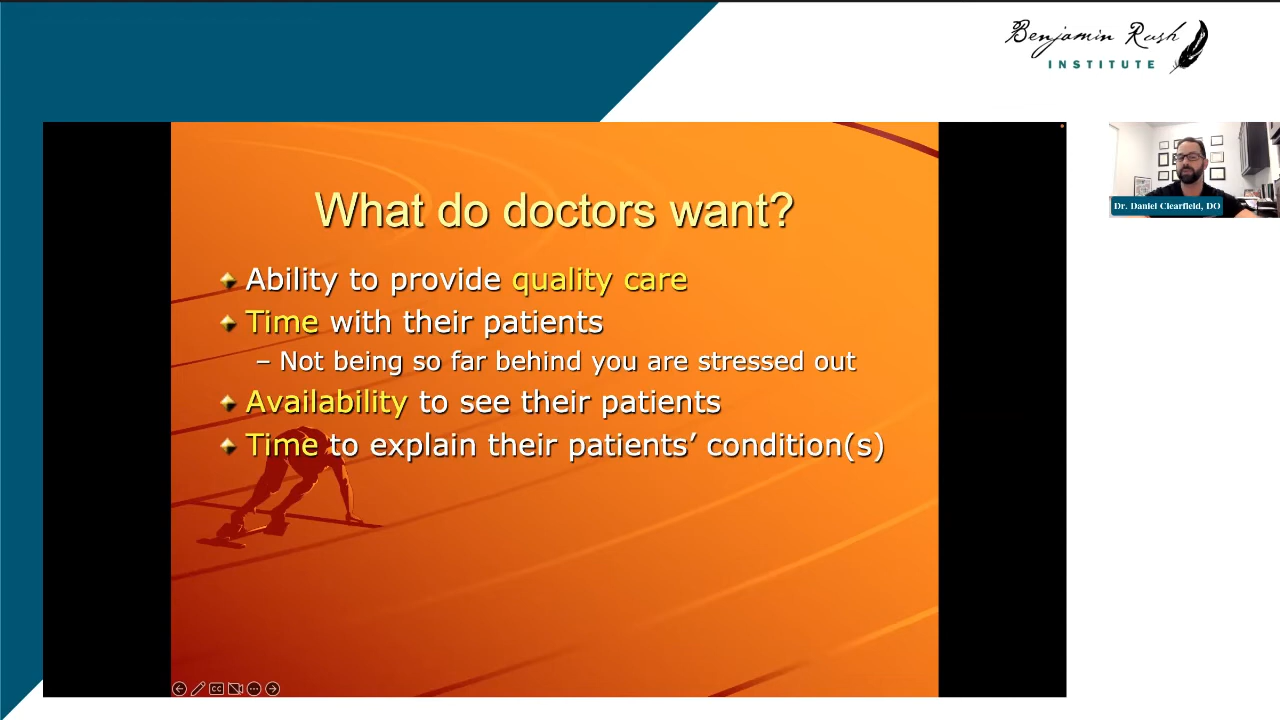 Benjamin Rush
INSTITUTE
What do doctors want?
Ability to provide quality care
Time with their patients
– Not being so far behind you are stressed out
Availability to see their patients
Time to explain their patients’ condition(s)
Dr. Daniel Clearfield, DO
CC